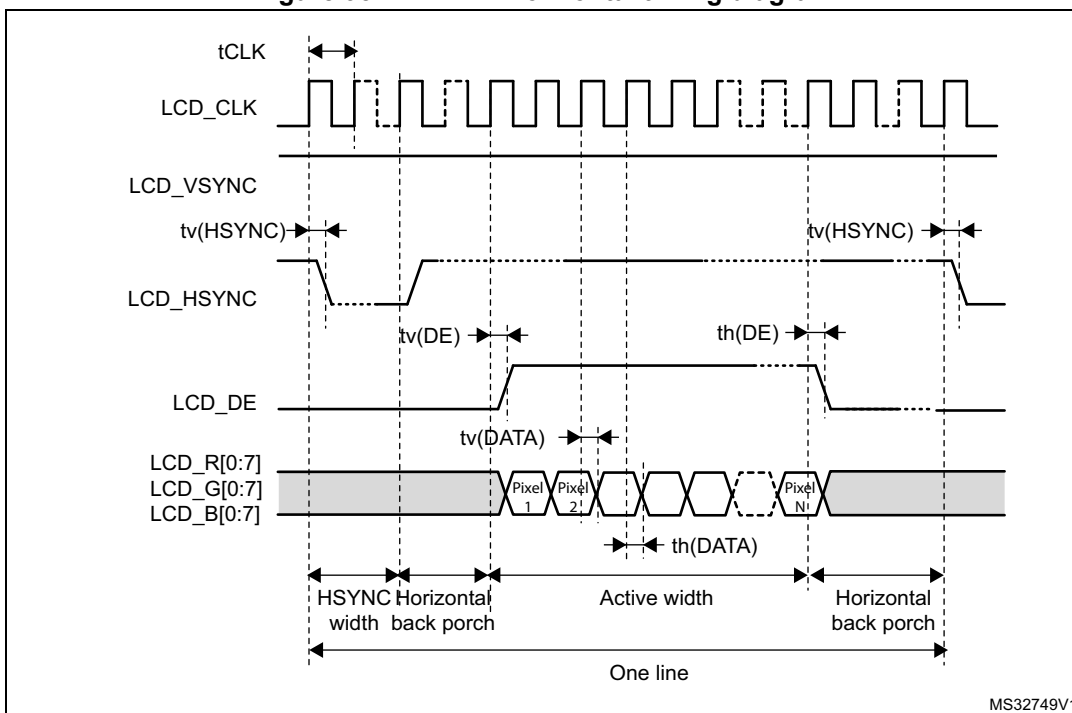 tCLK
LCD_CLK
LCD_VSYNC
tv(HSYNC)
tv(HSYNC)
LCD_HSYNC
tv(DE)
th(DE)
LCD_DE
tv(DATA)
LCD_R[0:7]
LCD_G[0:7]
LCD_B[0:7]
Pixel
1
Pixel
2
Pixel
N
th(DATA)
HSYNC
width
Horizontal
back porch
Active width
Horizontal
back porch
One line
MS32749V1